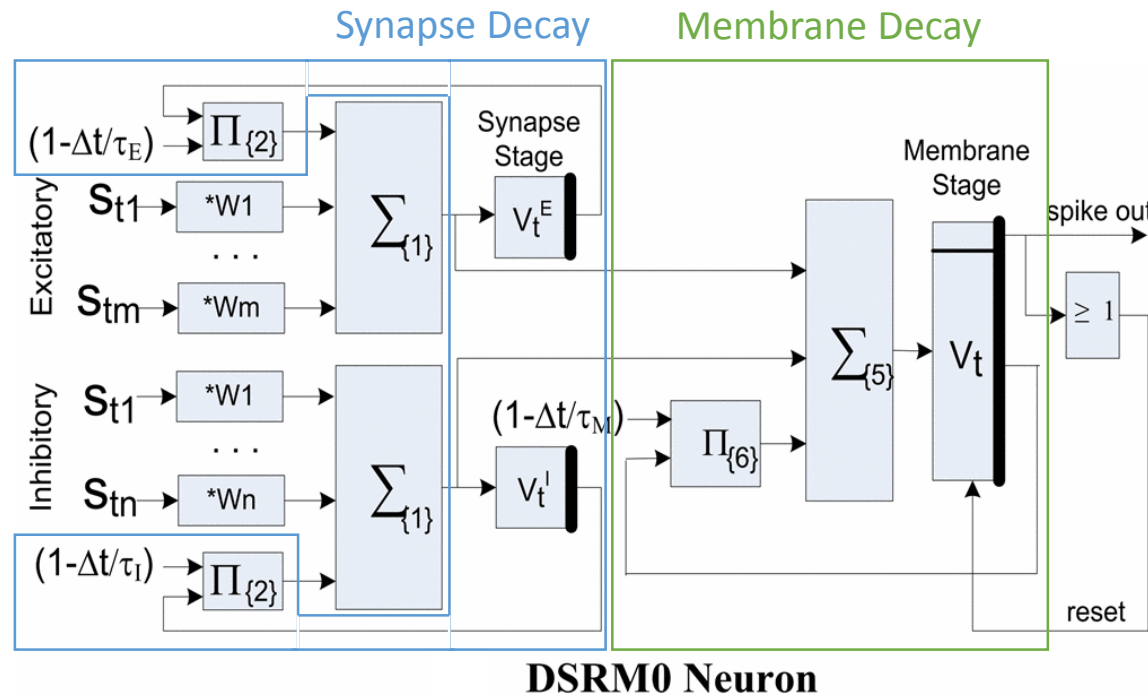 Synapse Decay
Membrane Decay
(1-Δt/τE)
Π{2}
Synapse
Stage
VtE
Membrane
Stage
Excitatory
St1
*W1
. . .
Stm
*Wm
∑{1}
spike out
≥ 1
∑{5}
Vt
Inhibitory
St1
*W1
. . .
Stn
*Wn
∑{1}
(1-Δt/τM)
Π{6}
VtI
(1-Δt/τI)
Π{2}
reset
DSRM0 Neuron